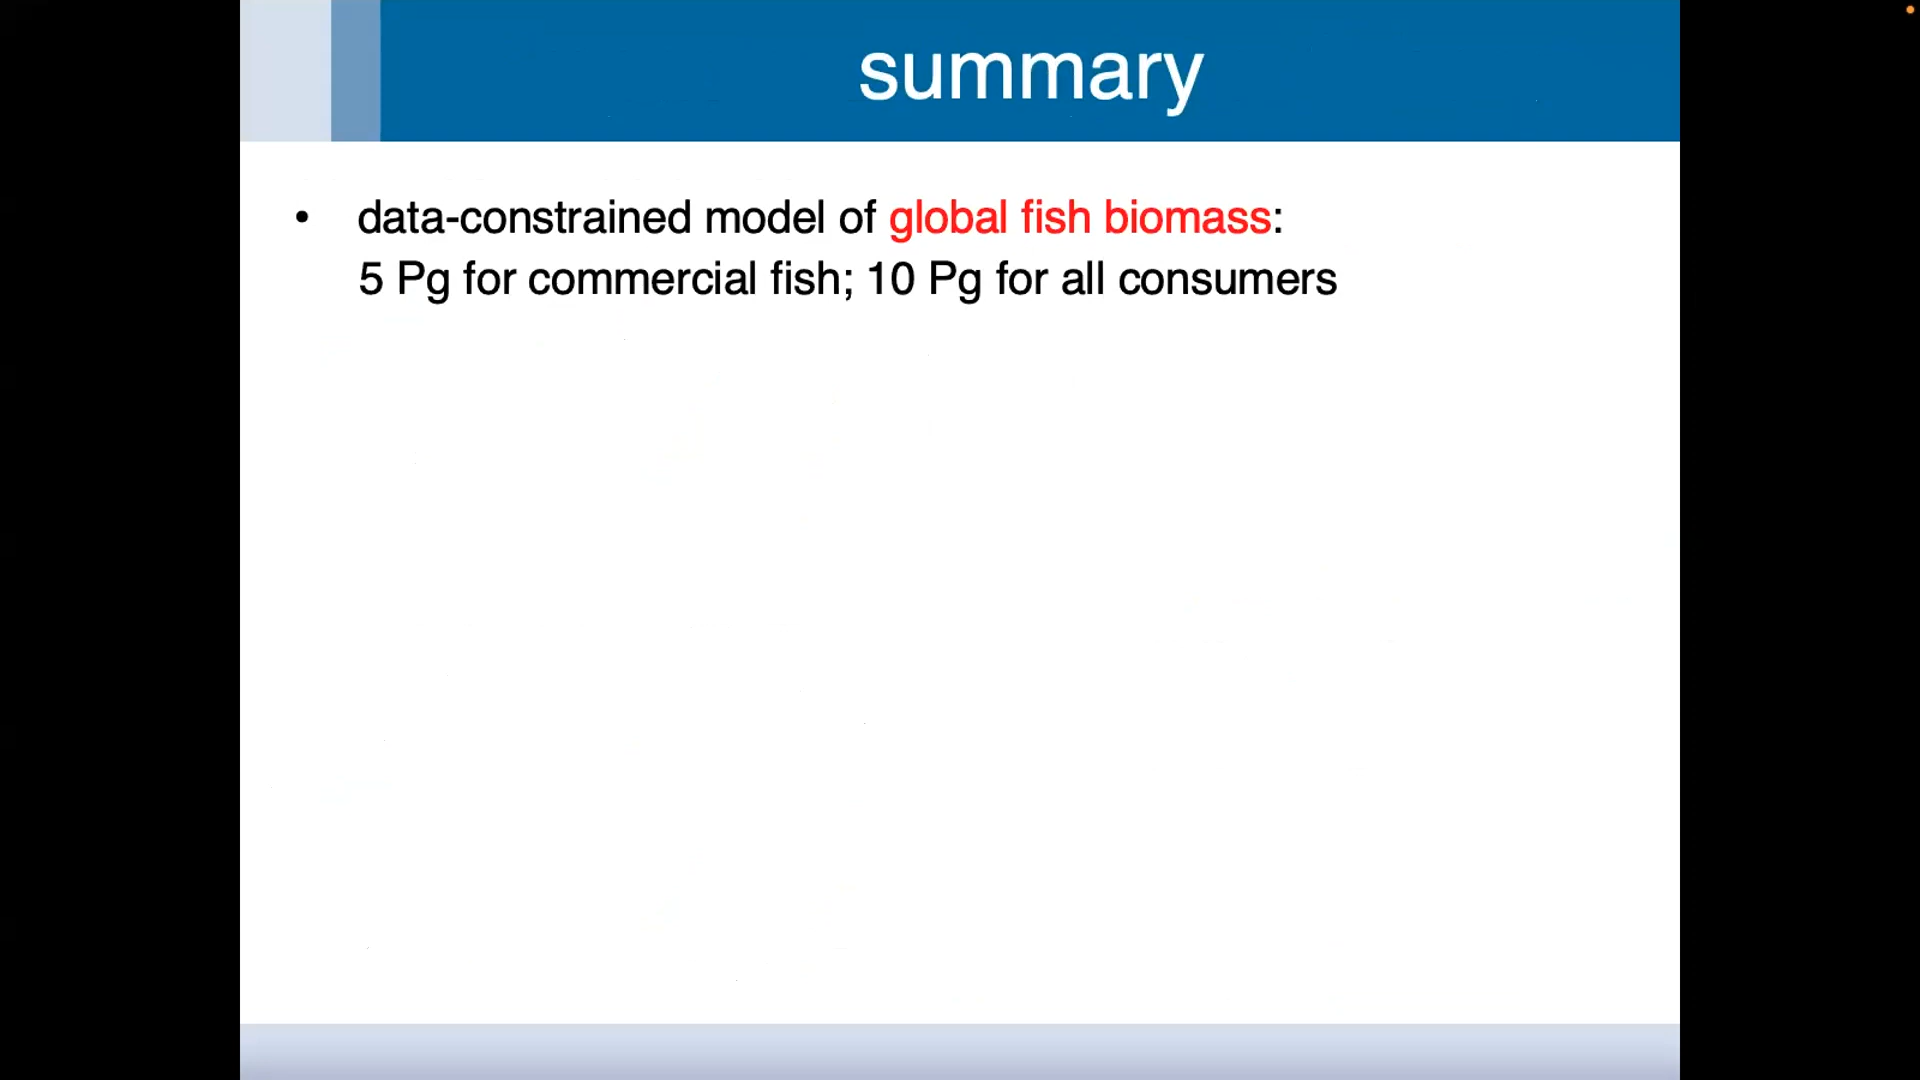 summary
• data-constrained model of global fish biomass:
5 Pg for commercial fish; 10 Pg for all consumers